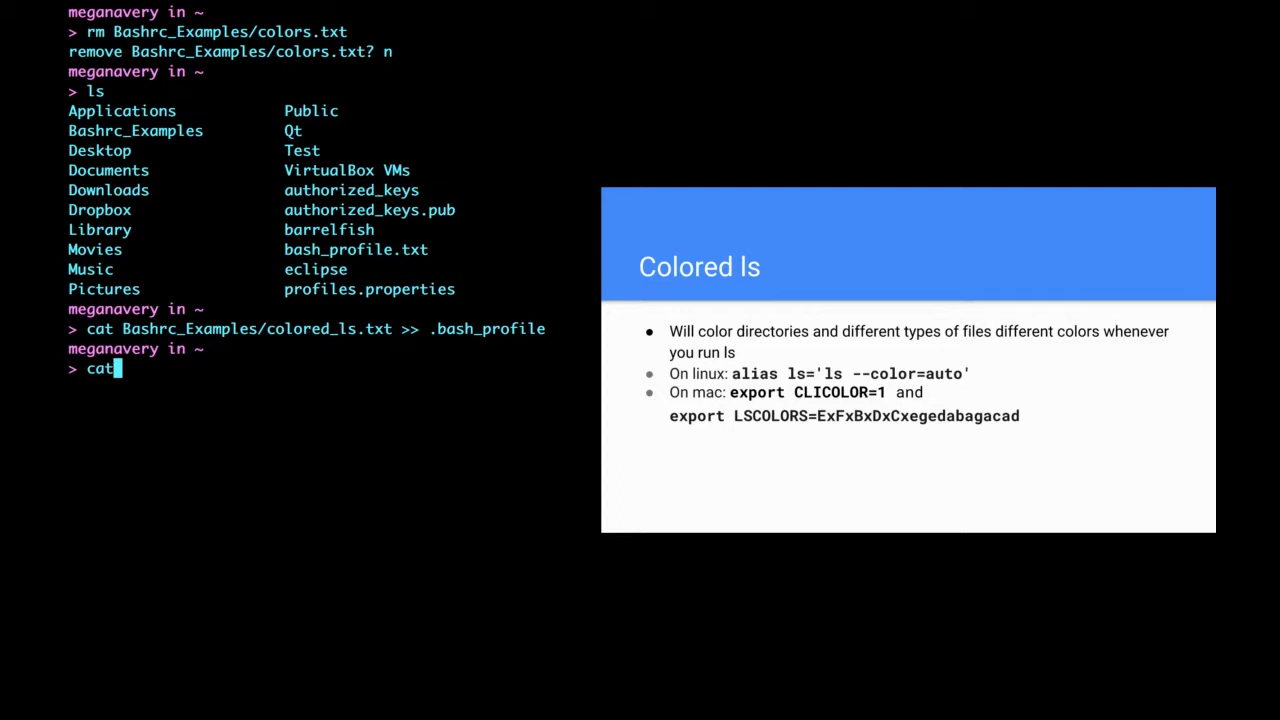 meganavery in ~
> rm Bashrc_Examples/colors.txt
remove Bashrc_Examples/colors.txt? n
meganavery in ~
> ls
Applications Public
Bashrc_Examples Qt
Desktop Test
Documents VirtualBox VMs
Downloads authorized_keys
Dropbox authorized_keys.pub
Library barrelfish
Movies bash_profile.txt
Music eclipse
Pictures profiles.properties
meganavery in ~
> cat Bashrc_Examples/colored_ls.txt >> .bash_profile
meganavery in ~
> cat
Colored ls
● Will color directories and different types of files different colors whenever
you run ls
● On linux: alias ls='ls --color=auto'
● On mac: export CLICOLOR=1 and
export LSCOLORS=ExFxBxDxCxegedabagacad